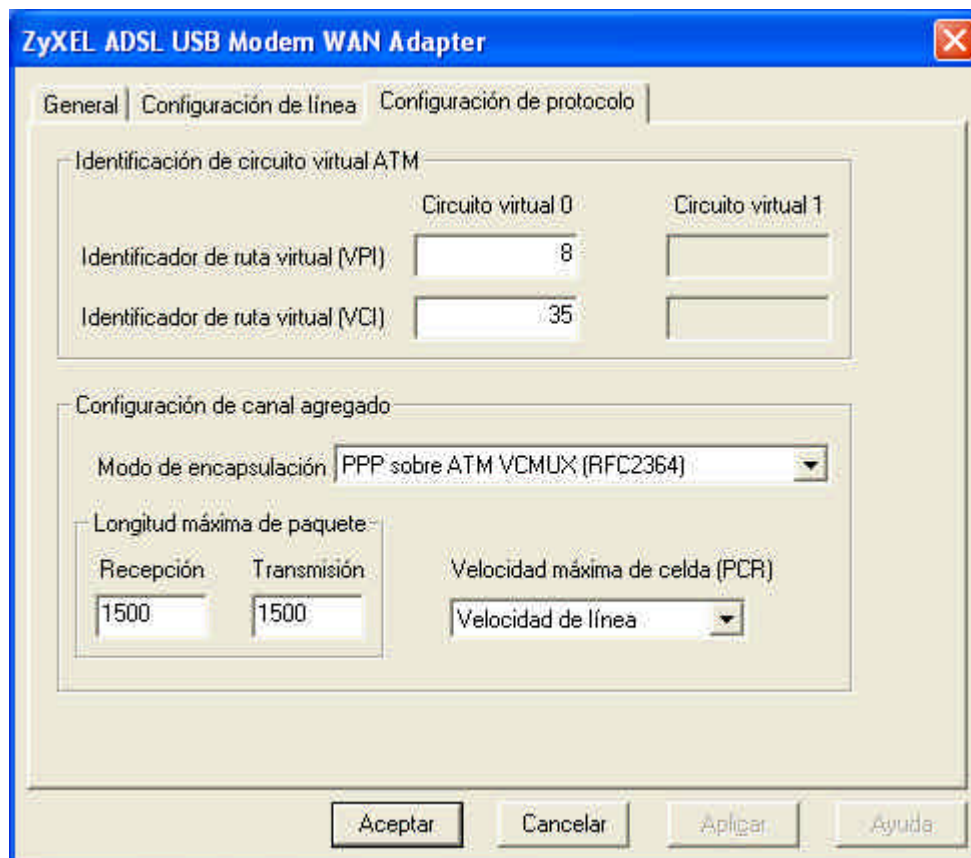 ZyXEL ADSL USB Modem WAN Adapter
General Configuración de línea Configuración de protocolo
Identificación de circuito virtual ATM
Circuito virtual 0 Circuito virtual 1
Identificador de ruta virtual (VPI) 8
Identificador de ruta virtual (VCI) 35
Configuración de canal agregado
Modo de encapsulación PPP sobre ATM VCMUX (RFC2364)
Longitud máxima de paquete
Recepción Transmisión Velocidad máxima de celda (PCR)
1500 1500 Velocidad de línea
Aceptar Cancelar Aplicar Ayuda